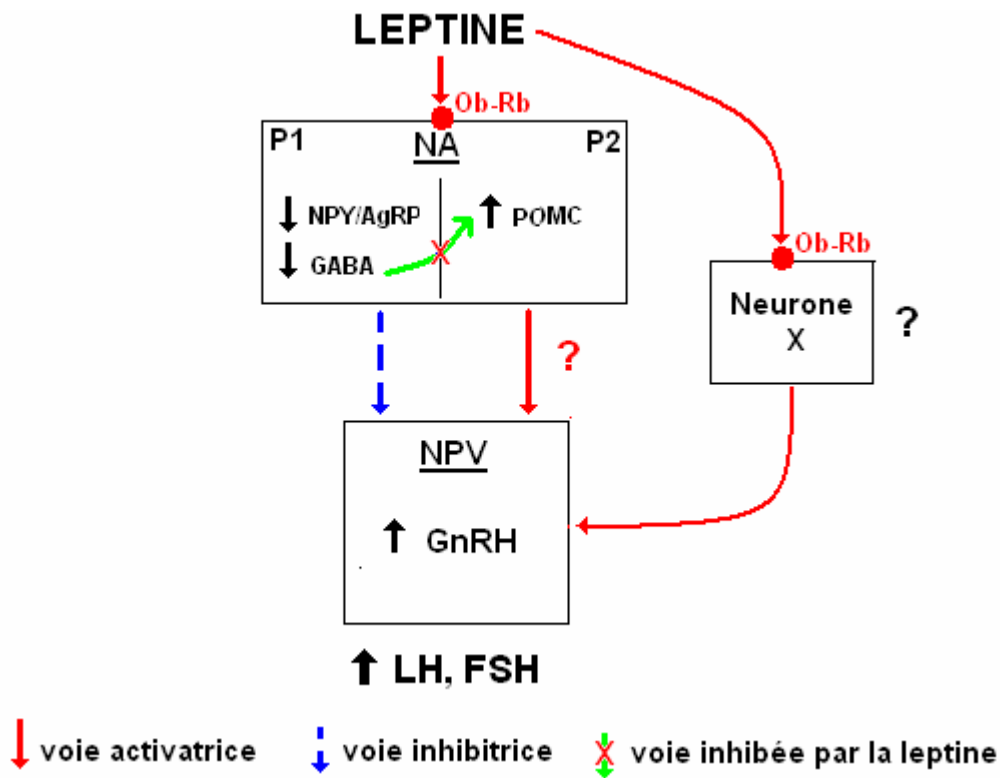 LEPTINE
Ob-Rb
P1
NA
P2
NPY/AgRP
POMC
GABA
X
Ob-Rb
Neurone
X
?
?
NPV
GnRH
LH, FSH
voie activatrice
voie inhibitrice
X
voie inhibée par la leptine